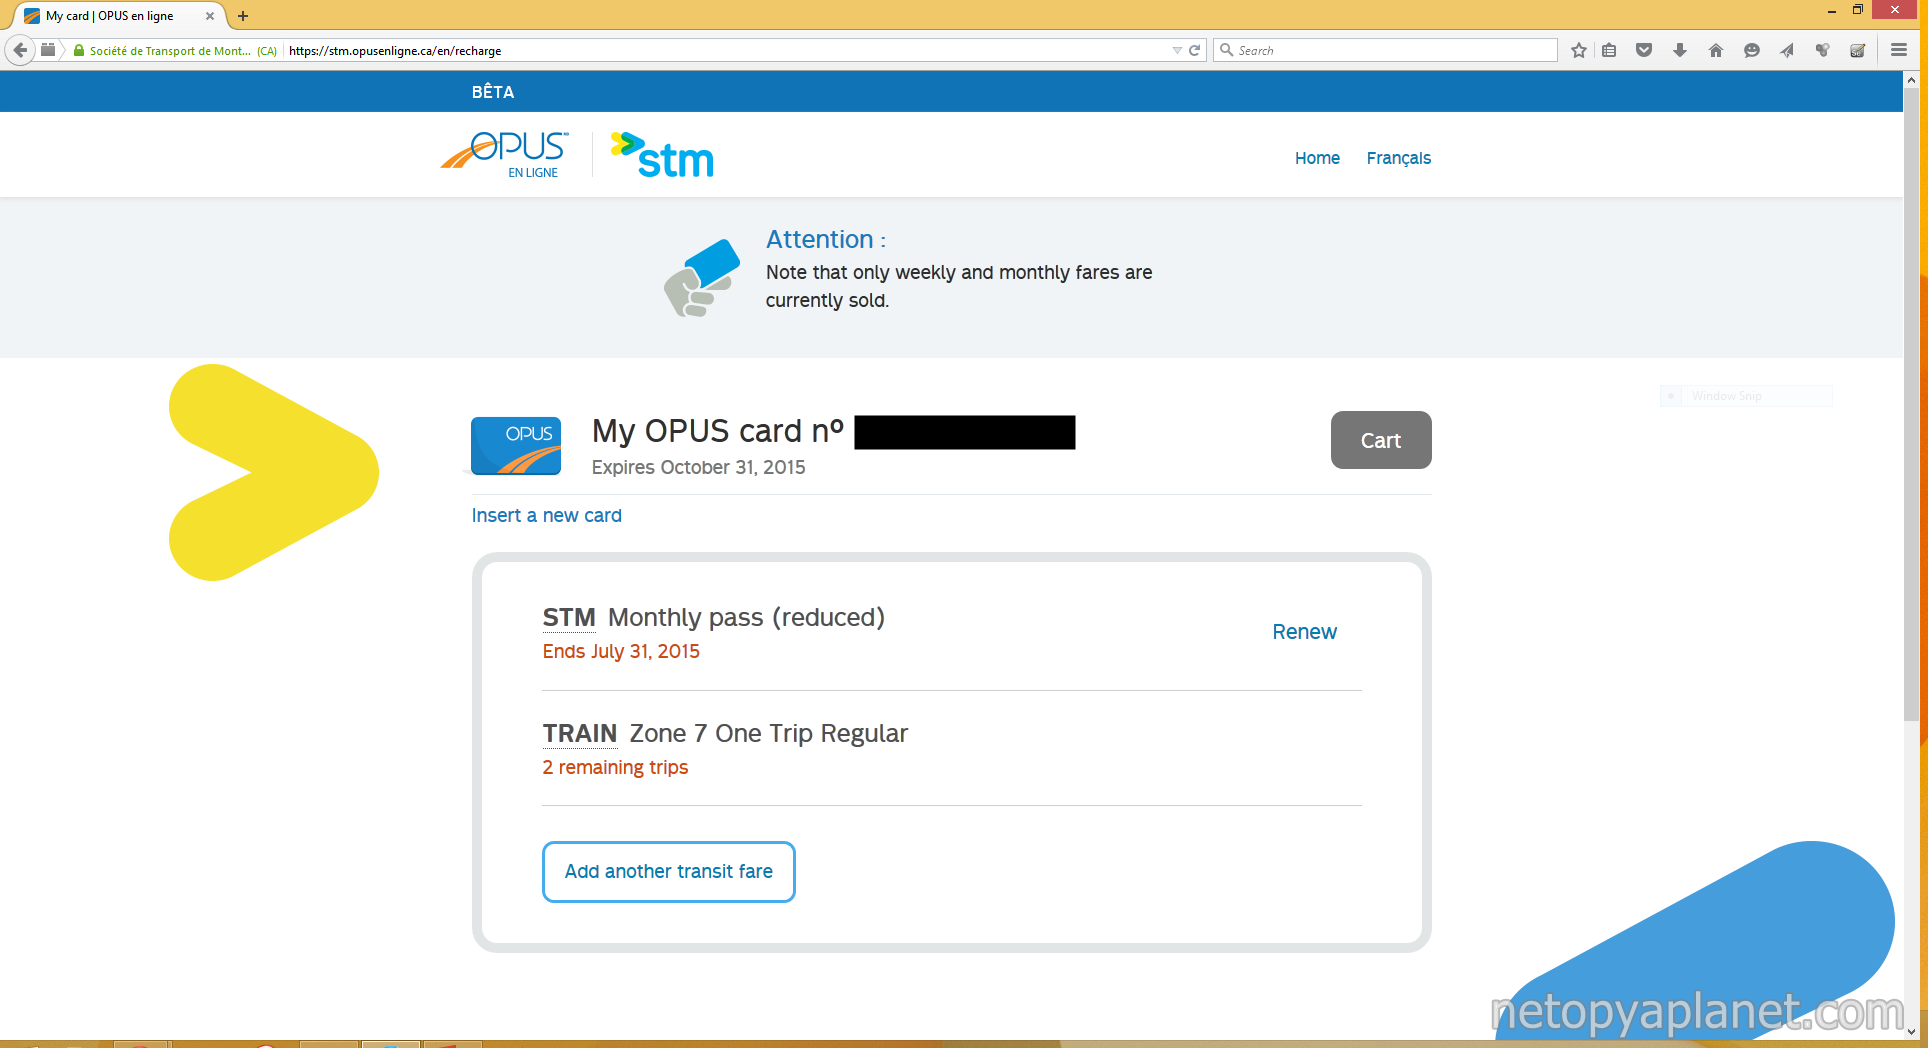 My card | OPUS en ligne
Société de Transport de Mont... (CA)
https://stm.opusenligne.ca/en/recharge
Search
BÊTA
OPUS
EN LIGNE
stm
Home
Français
Attention :
Note that only weekly and monthly fares are
currently sold.
OPUS
My OPUS card nº
Expires October 31, 2015
Cart
Window Snip
Insert a new card
STM Monthly pass (reduced)
Ends July 31, 2015
Renew
TRAIN Zone 7 One Trip Regular
2 remaining trips
Add another transit fare
netopyaplanet.com